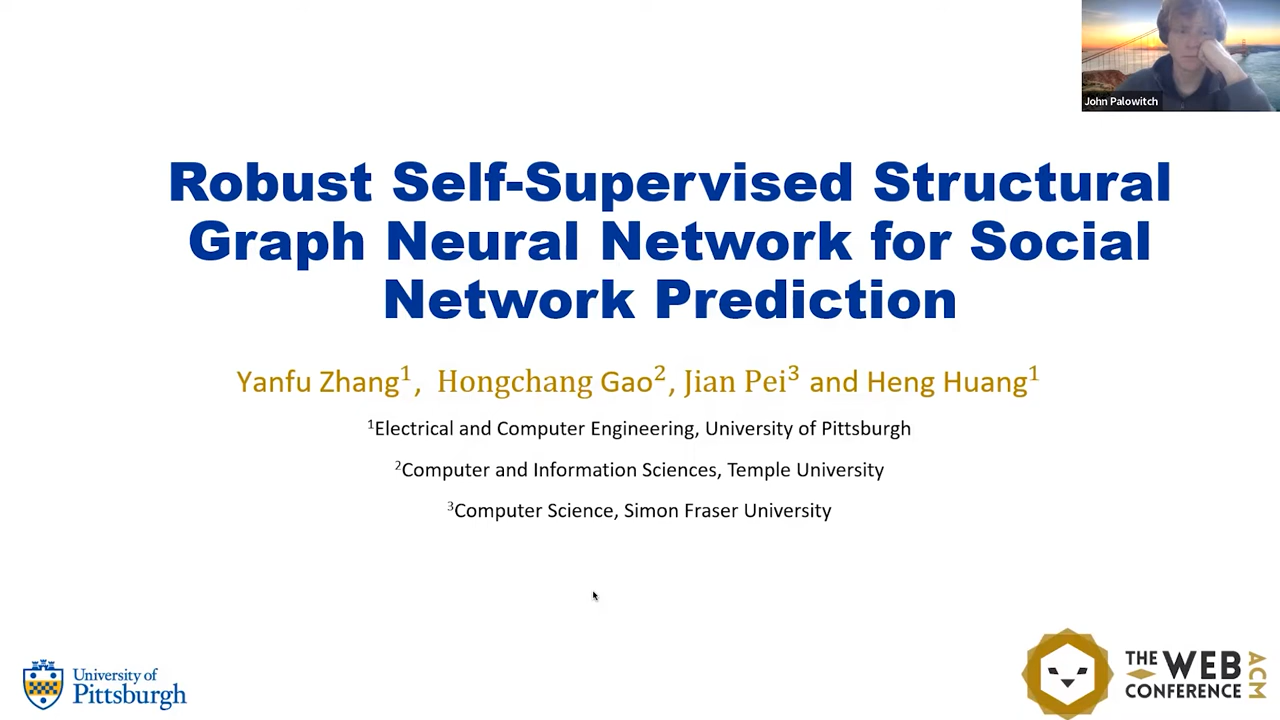 John Palowitch
Robust Self-Supervised Structural
Graph Neural Network for Social
Network Prediction
Yanfu Zhang¹, Hongchang Gao², Jian Pei³ and Heng Huang¹
¹Electrical and Computer Engineering, University of Pittsburgh
²Computer and Information Sciences, Temple University
³Computer Science, Simon Fraser University
University of
Pittsburgh
THE WEB
CONFERENCE
ACM